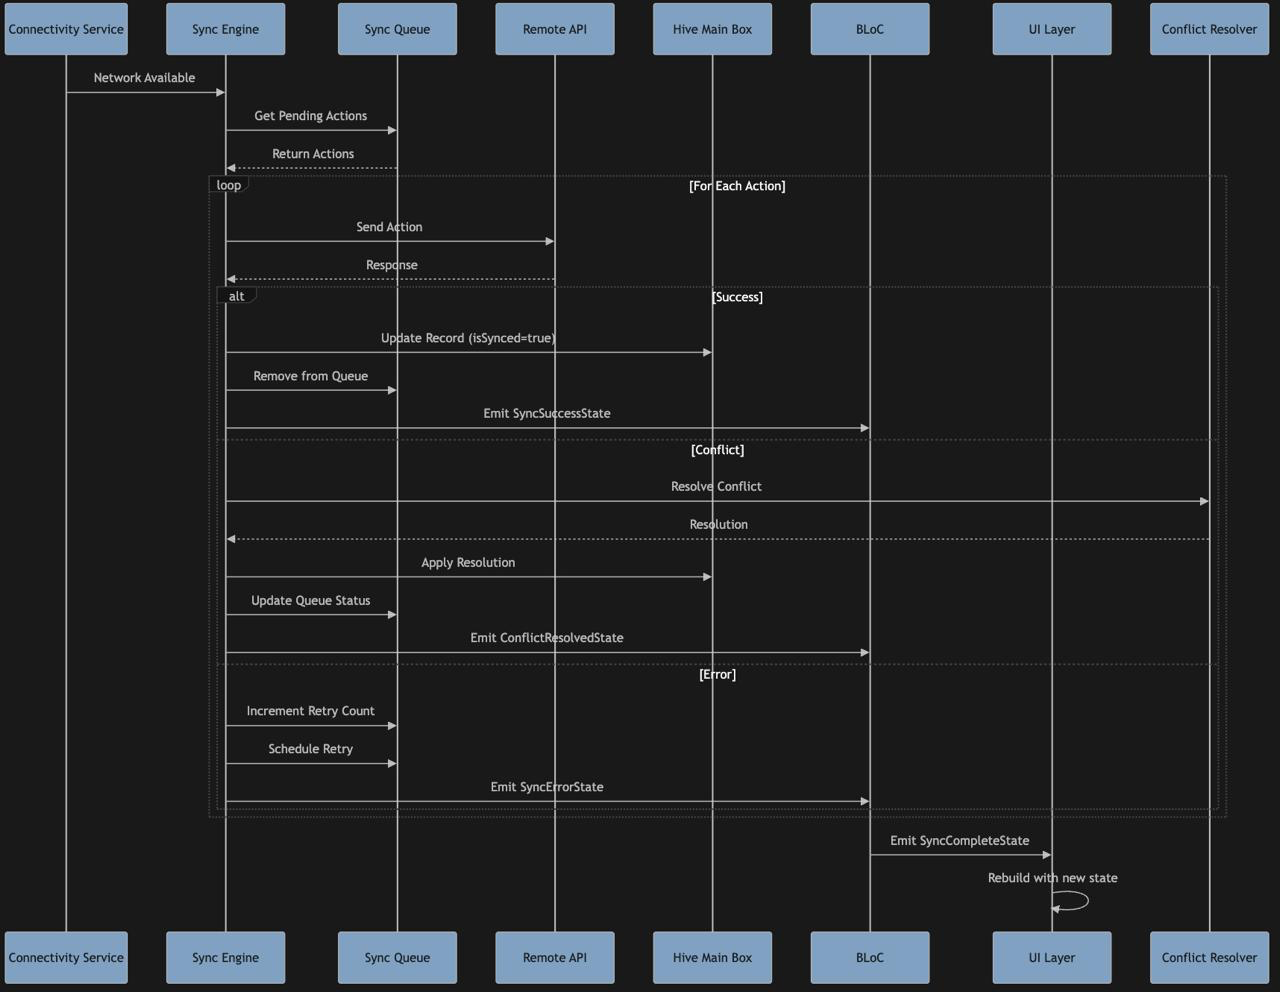 Connectivity Service
Sync Engine
Sync Queue
Remote API
Hive Main Box
BLoC
UI Layer
Conflict Resolver
Network Available
Get Pending Actions
Return Actions
loop
[For Each Action]
Send Action
Response
alt
[Success]
Update Record (isSynced=true)
Remove from Queue
Emit SyncSuccessState
[Conflict]
Resolve Conflict
Resolution
Apply Resolution
Update Queue Status
Emit ConflictResolvedState
[Error]
Increment Retry Count
Schedule Retry
Emit SyncErrorState
Emit SyncCompleteState
Rebuild with new state
Connectivity Service
Sync Engine
Sync Queue
Remote API
Hive Main Box
BLoC
UI Layer
Conflict Resolver